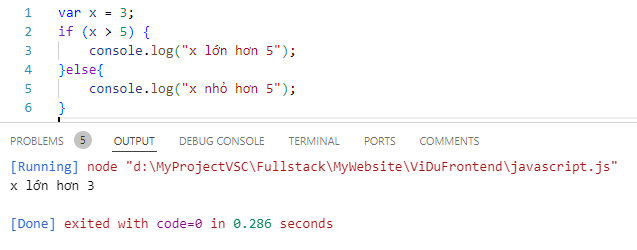 1 var x = 3;
2 if (x > 5) {
3 console.log("x lớn hơn 5");
4 }else{
5 console.log("x nhỏ hơn 5");
6 }
PROBLEMS 5 OUTPUT DEBUG CONSOLE TERMINAL PORTS COMMENTS
[Running] node "d:\MyProjectVSC\Fullstack\MyWebsite\ViDuFrontend\javascript.js"
x lớn hơn 3
[Done] exited with code=0 in 0.286 seconds